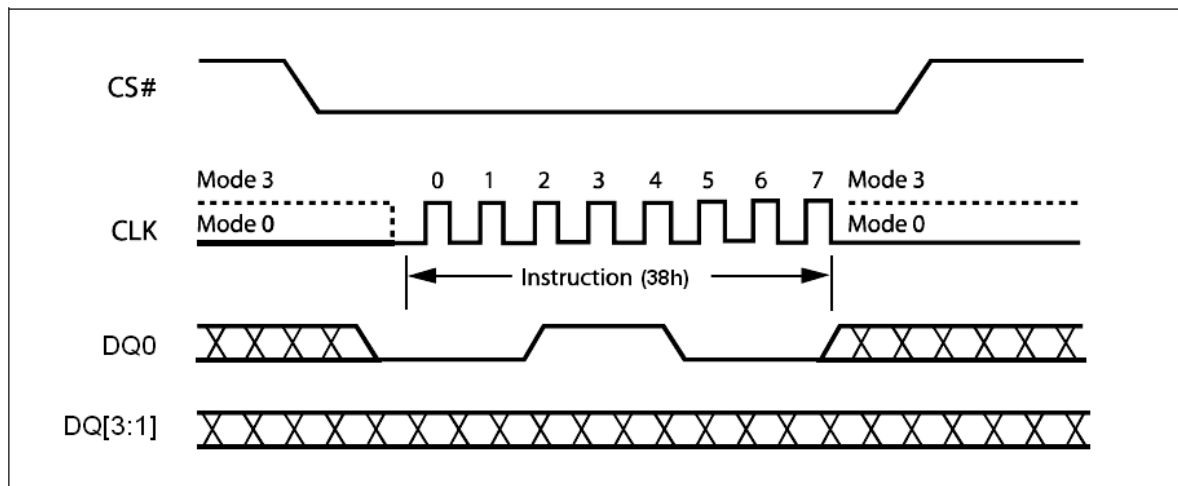 CS#
Mode 3 0 1 2 3 4 5 6 7 Mode 3
CLK Mode 0 Mode 0
Instruction (38h)
DQ0
DQ[3:1]